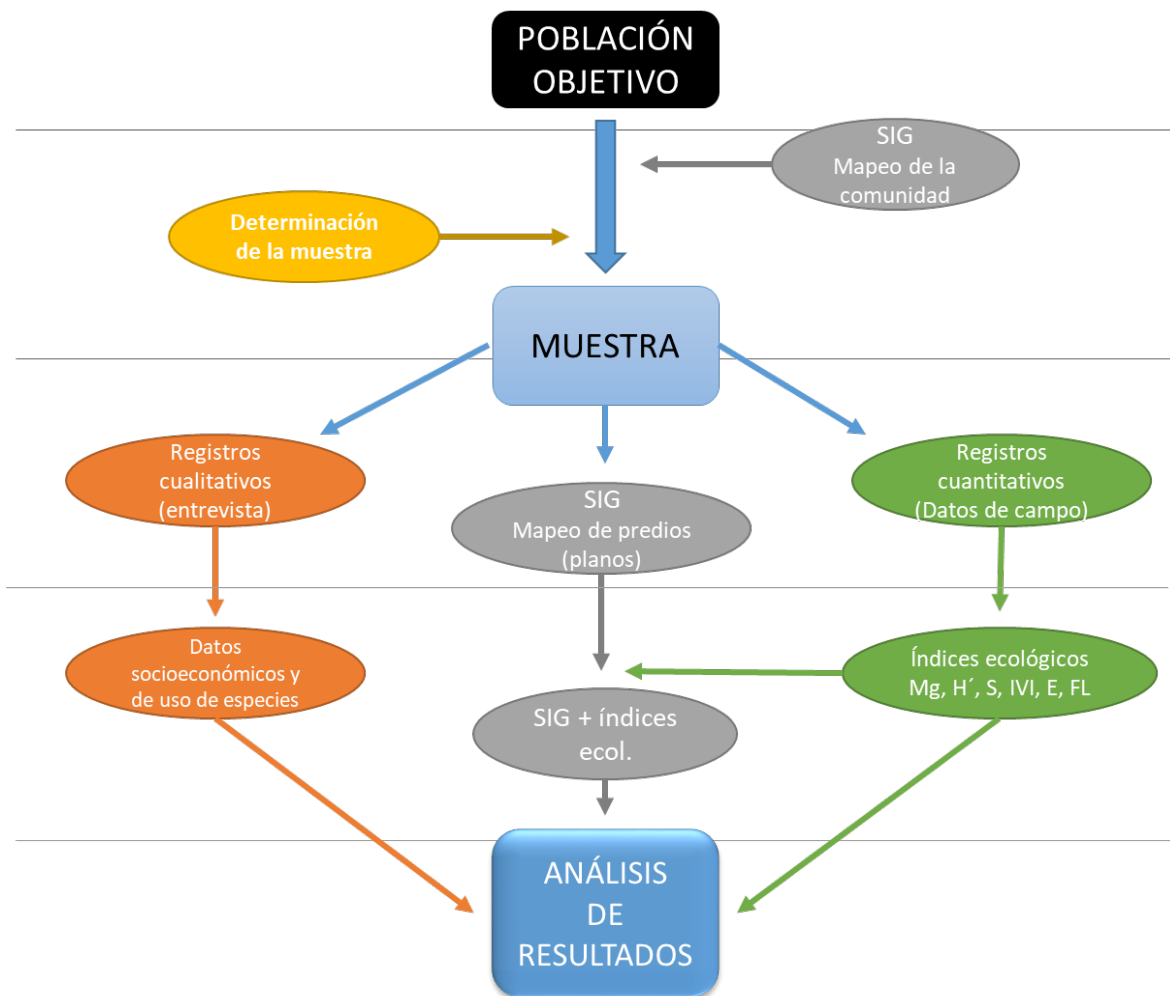 POBLACIÓN
OBJETIVO
SIG
Mapeo de la
comunidad
Determinación
de la muestra
MUESTRA
Registros
cualitativos
(entrevista)
SIG
Mapeo de predios
(planos)
Registros
cuantitativos
(Datos de campo)
Datos
socioeconómicos y
de uso de especies
Índices ecológicos
Mg, H´, S, IVI, E, FL
SIG + índices
ecol.
ANÁLISIS
DE
RESULTADOS